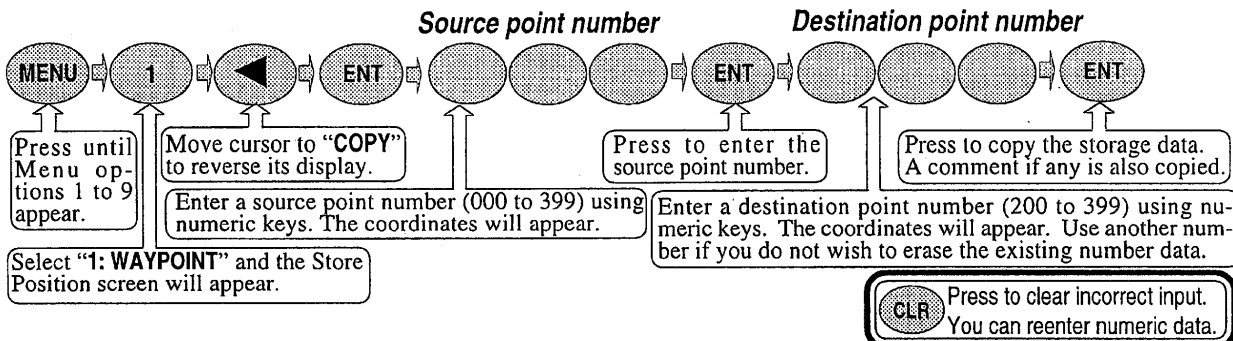 Source point number
Destination point number
MENU
1
ENT
ENT
ENT
Press until
Menu op-
tions 1 to 9
appear.
Move cursor to "COPY"
to reverse its display.
Press to enter the
source point number.
Press to copy the storage data.
A comment if any is also copied.
Enter a source point number (000 to 399) using
numeric keys. The coordinates will appear.
Enter a destination point number (200 to 399) using nu-
meric keys. The coordinates will appear. Use another num-
ber if you do not wish to erase the existing number data.
Select "1: WAYPOINT" and the Store
Position screen will appear.
CLR
Press to clear incorrect input.
You can reenter numeric data.